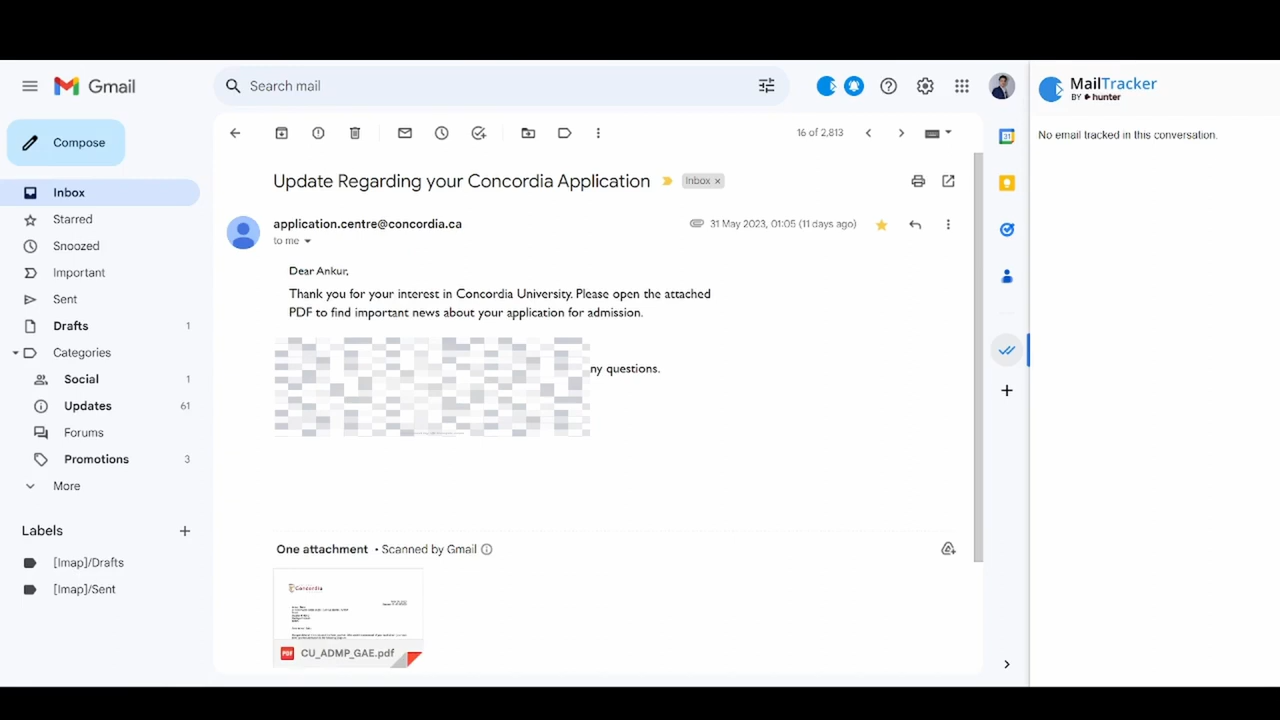 Gmail
Search mail
MailTracker
BY hunter
No email tracked in this conversation.
Compose
16 of 2,813
31
Inbox
Starred
Snoozed
Important
Sent
Drafts 1
Categories
Social 1
Updates 61
Forums
Promotions 3
More
Labels
[Imap]/Drafts
[Imap]/Sent
Update Regarding your Concordia Application
Inbox ×
application.centre@concordia.ca
31 May 2023, 01:05 (11 days ago)
to me
Dear Ankur,
Thank you for your interest in Concordia University. Please open the attached
PDF to find important news about your application for admission.
ny questions.
One attachment • Scanned by Gmail
Concordia
PDF CU_ADMP_GAE.pdf